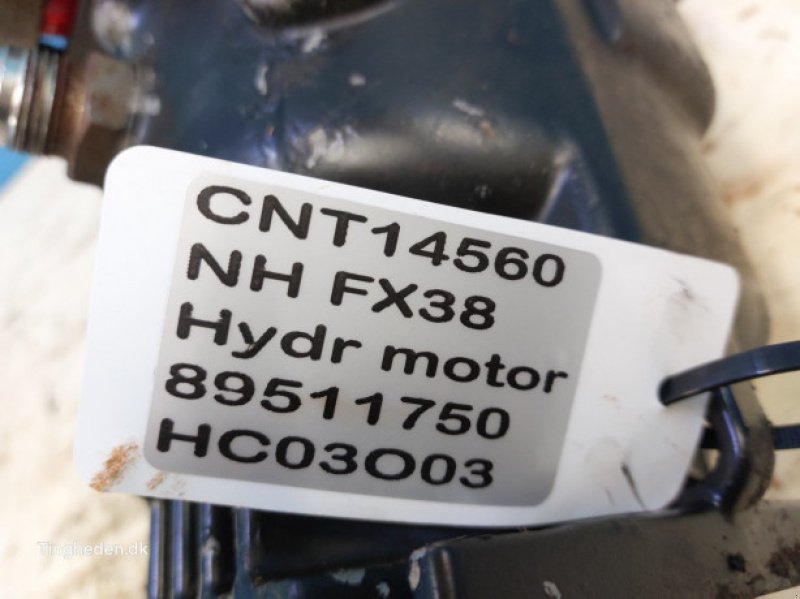 CNT14560
NH FX38
Hydr motor
89511750
HC03O03
Tingheden.dk